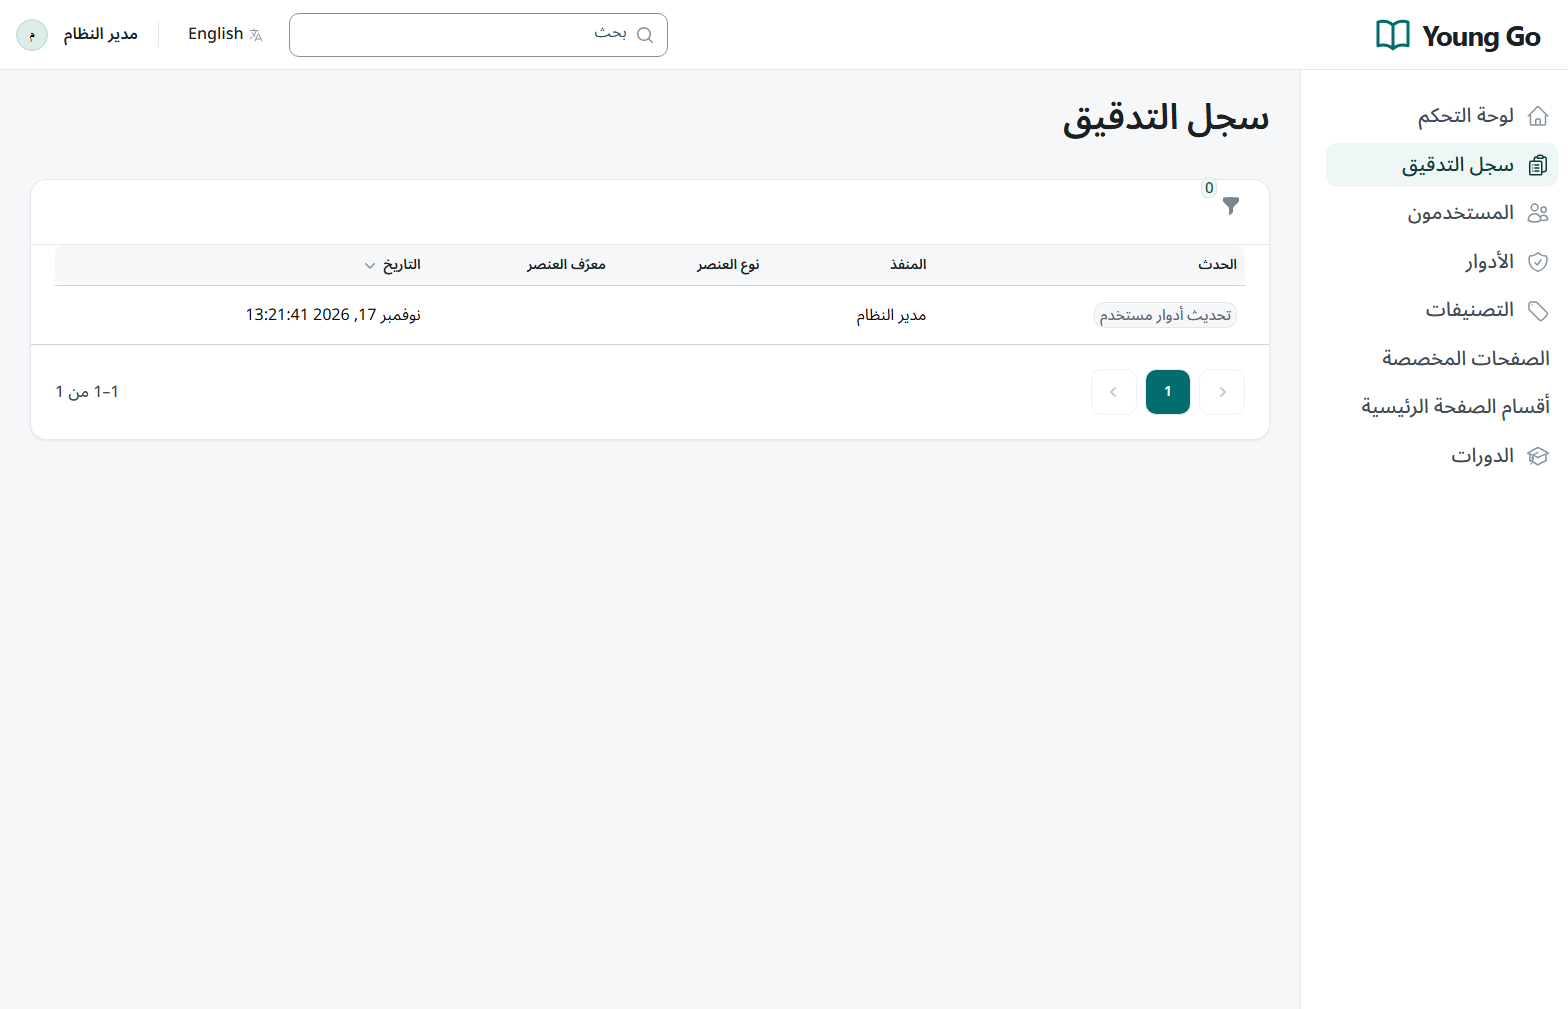 Young Go
بحث
English
مدير النظام
م
لوحة التحكم
سجل التدقيق
المستخدمون
الأدوار
التصنيفات
الصفحات المخصصة
أقسام الصفحة الرئيسية
الدورات
سجل التدقيق
0
الحدث المنفذ نوع العنصر معرّف العنصر التاريخ
تحديث أدوار مستخدم مدير النظام نوفمبر 17, 2026 13:21:41
1
1–1 من 1